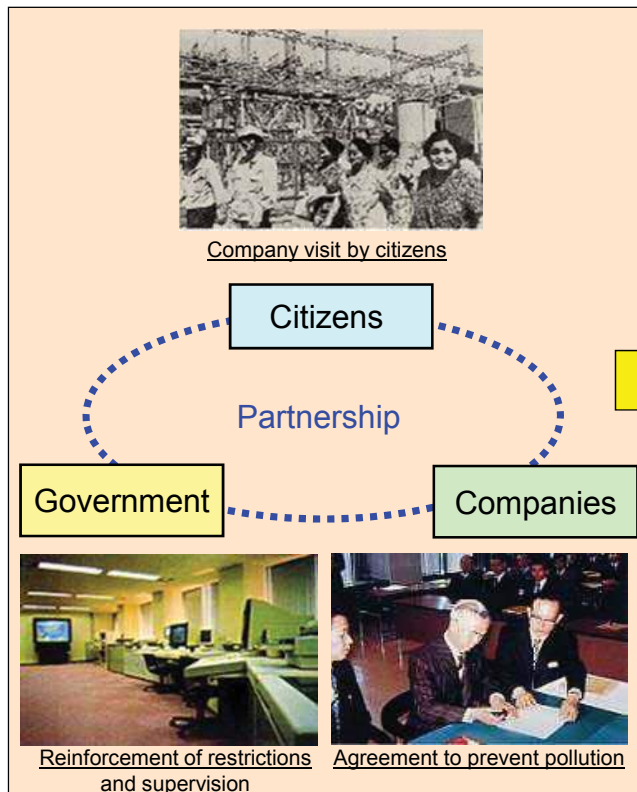 Company visit by citizens
Citizens
Partnership
Government
Companies
Reinforcement of restrictions
and supervision
Agreement to prevent pollution